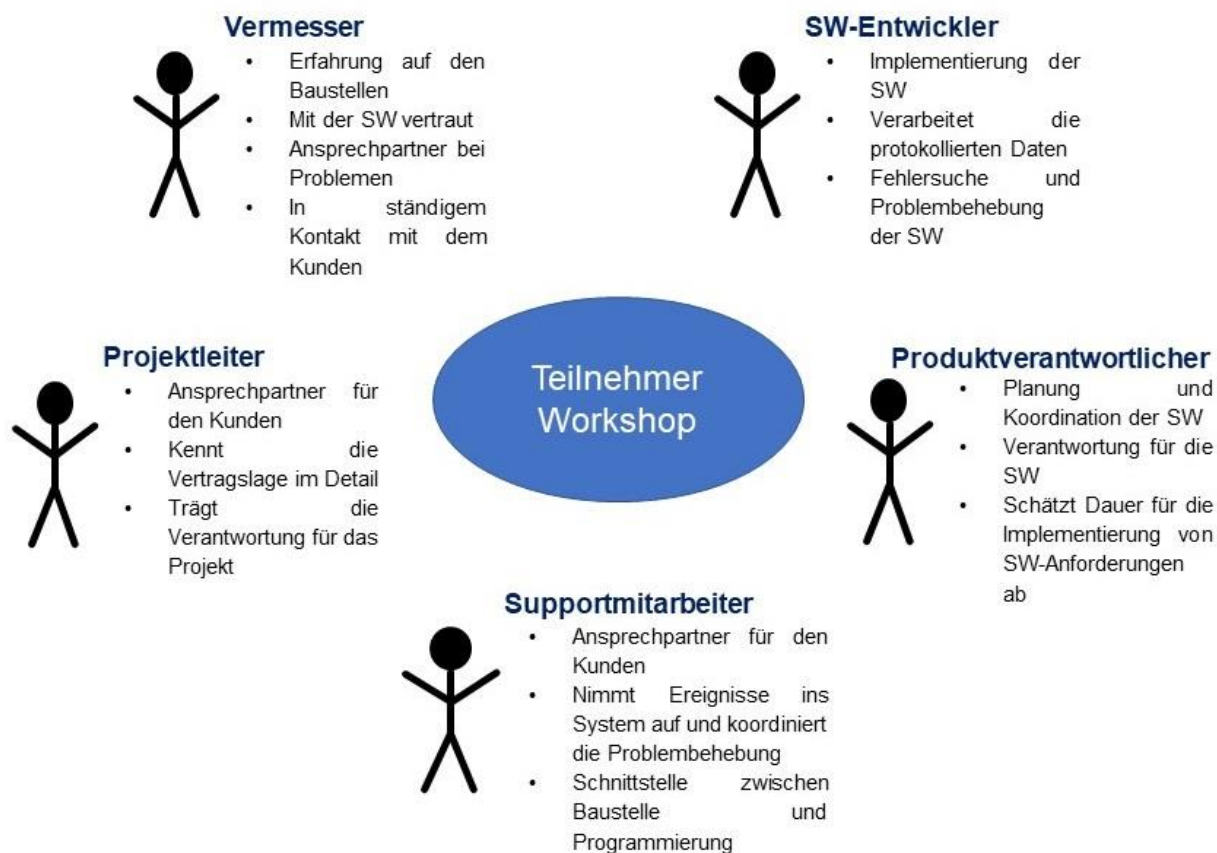 Vermesser
Erfahrung auf den
Baustellen
Mit der SW vertraut
Ansprechpartner bei
Problemen
In ständigem
Kontakt mit dem
Kunden
SW-Entwickler
Implementierung der
SW
Verarbeitet die
protokollierten Daten
Fehlersuche und
Problembehebung
der SW
Projektleiter
Ansprechpartner für
den Kunden
Kennt die
Vertragslage im Detail
Trägt die
Verantwortung für das
Projekt
Teilnehmer
Workshop
Produktverantwortlicher
Planung und
Koordination der SW
Verantwortung für die
SW
Schätzt Dauer für die
Implementierung von
SW-Anforderungen
ab
Supportmitarbeiter
Ansprechpartner für den
Kunden
Nimmt Ereignisse ins
System auf und koordiniert
die Problembehebung
Schnittstelle zwischen
Baustelle und
Programmierung